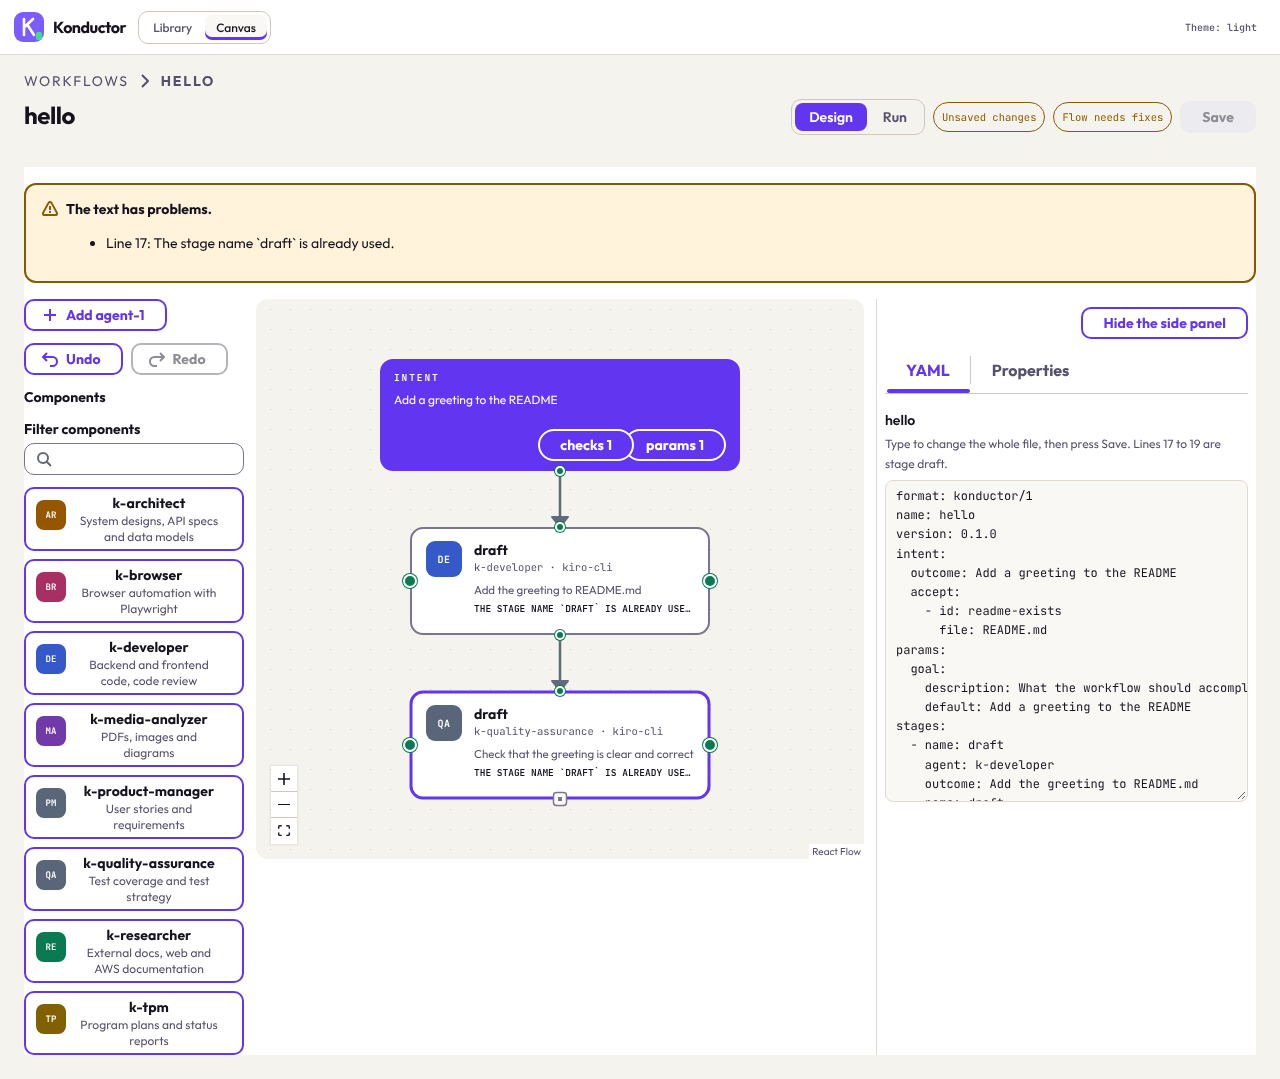 Konductor
Library
Canvas
Theme: light
WORKFLOWS > HELLO
hello
Design
Run
Unsaved changes
Flow needs fixes
Save
The text has problems.
• Line 17: The stage name `draft` is already used.
Add agent-1
Undo
Redo
Components
Filter components
AR
k-architect
System designs, API specs
and data models
BR
k-browser
Browser automation with
Playwright
DE
k-developer
Backend and frontend
code, code review
MA
k-media-analyzer
PDFs, images and
diagrams
PM
k-product-manager
User stories and
requirements
QA
k-quality-assurance
Test coverage and test
strategy
RE
k-researcher
External docs, web and
AWS documentation
TP
k-tpm
Program plans and status
reports
INTENT
Add a greeting to the README
checks 1
params 1
DE
draft
k-developer · kiro-cli
Add the greeting to README.md
THE STAGE NAME `DRAFT` IS ALREADY USE…
QA
draft
k-quality-assurance · kiro-cli
Check that the greeting is clear and correct
THE STAGE NAME `DRAFT` IS ALREADY USE…
React Flow
Hide the side panel
YAML
Properties
hello
Type to change the whole file, then press Save. Lines 17 to 19 are
stage draft.
format: konductor/1
name: hello
version: 0.1.0
intent:
  outcome: Add a greeting to the README
  accept:
    - id: readme-exists
      file: README.md
params:
  goal:
    description: What the workflow should accompl
    default: Add a greeting to the README
stages:
  - name: draft
    agent: k-developer
    outcome: Add the greeting to README.md